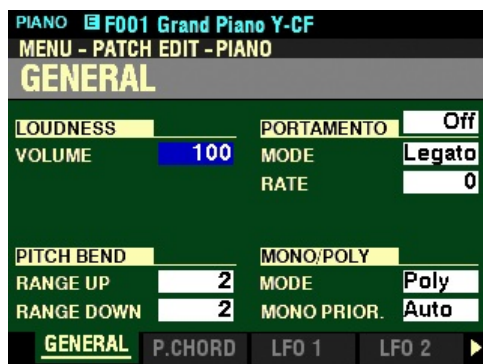 PIANO E F001 Grand Piano Y-CF
MENU - PATCH EDIT - PIANO
GENERAL
LOUDNESS
VOLUME 100
PORTAMENTO Off
MODE Legato
RATE 0
PITCH BEND
RANGE UP 2
RANGE DOWN 2
MONO/POLY
MODE Poly
MONO PRIOR. Auto
GENERAL P.CHORD LFO 1 LFO 2